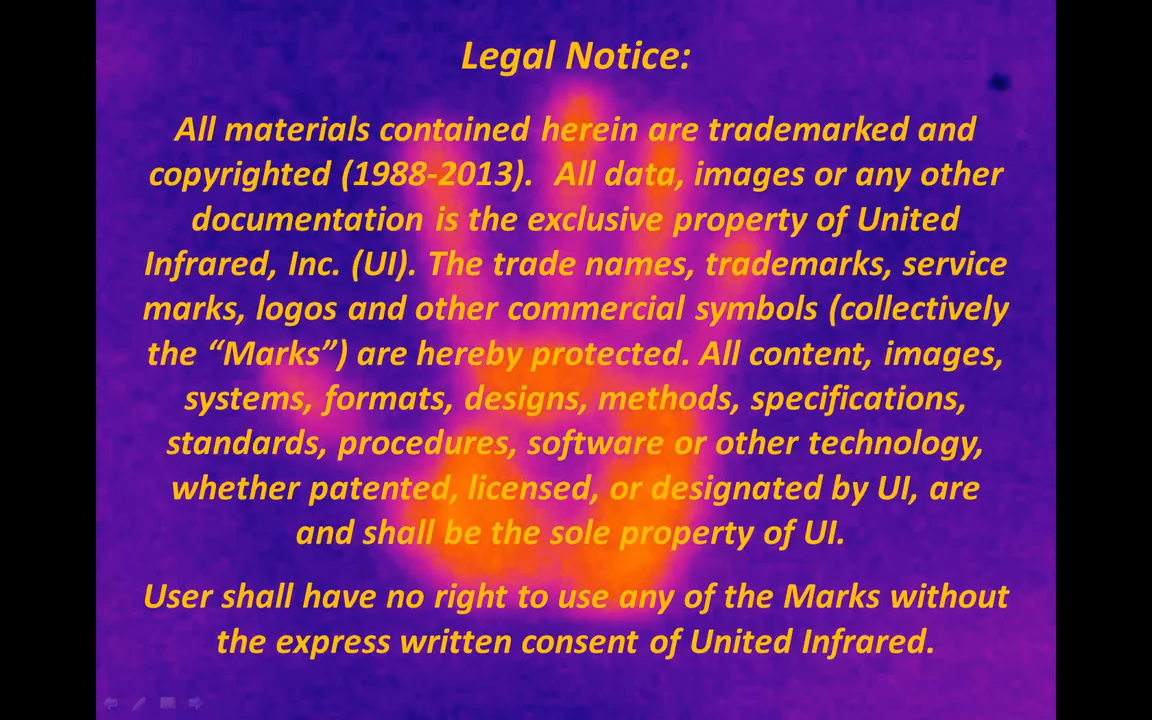 Legal Notice:
All materials contained herein are trademarked and
copyrighted (1988-2013).  All data, images or any other
documentation is the exclusive property of United
Infrared, Inc. (UI). The trade names, trademarks, service
marks, logos and other commercial symbols (collectively
the “Marks”) are hereby protected. All content, images,
systems, formats, designs, methods, specifications,
standards, procedures, software or other technology,
whether patented, licensed, or designated by UI, are
and shall be the sole property of UI.
User shall have no right to use any of the Marks without
the express written consent of United Infrared.